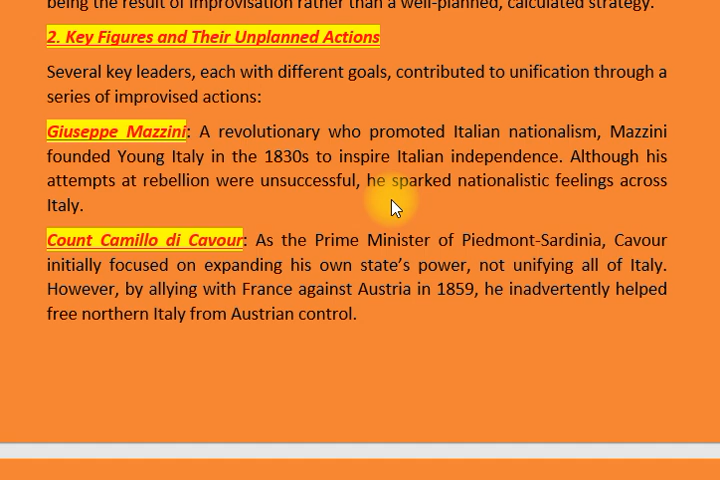 being the result of improvisation rather than a well-planned, calculated strategy.
2. Key Figures and Their Unplanned Actions
Several key leaders, each with different goals, contributed to unification through a
series of improvised actions:
Giuseppe Mazzini: A revolutionary who promoted Italian nationalism, Mazzini
founded Young Italy in the 1830s to inspire Italian independence. Although his
attempts at rebellion were unsuccessful, he sparked nationalistic feelings across
Italy.
Count Camillo di Cavour: As the Prime Minister of Piedmont-Sardinia, Cavour
initially focused on expanding his own state’s power, not unifying all of Italy.
However, by allying with France against Austria in 1859, he inadvertently helped
free northern Italy from Austrian control.